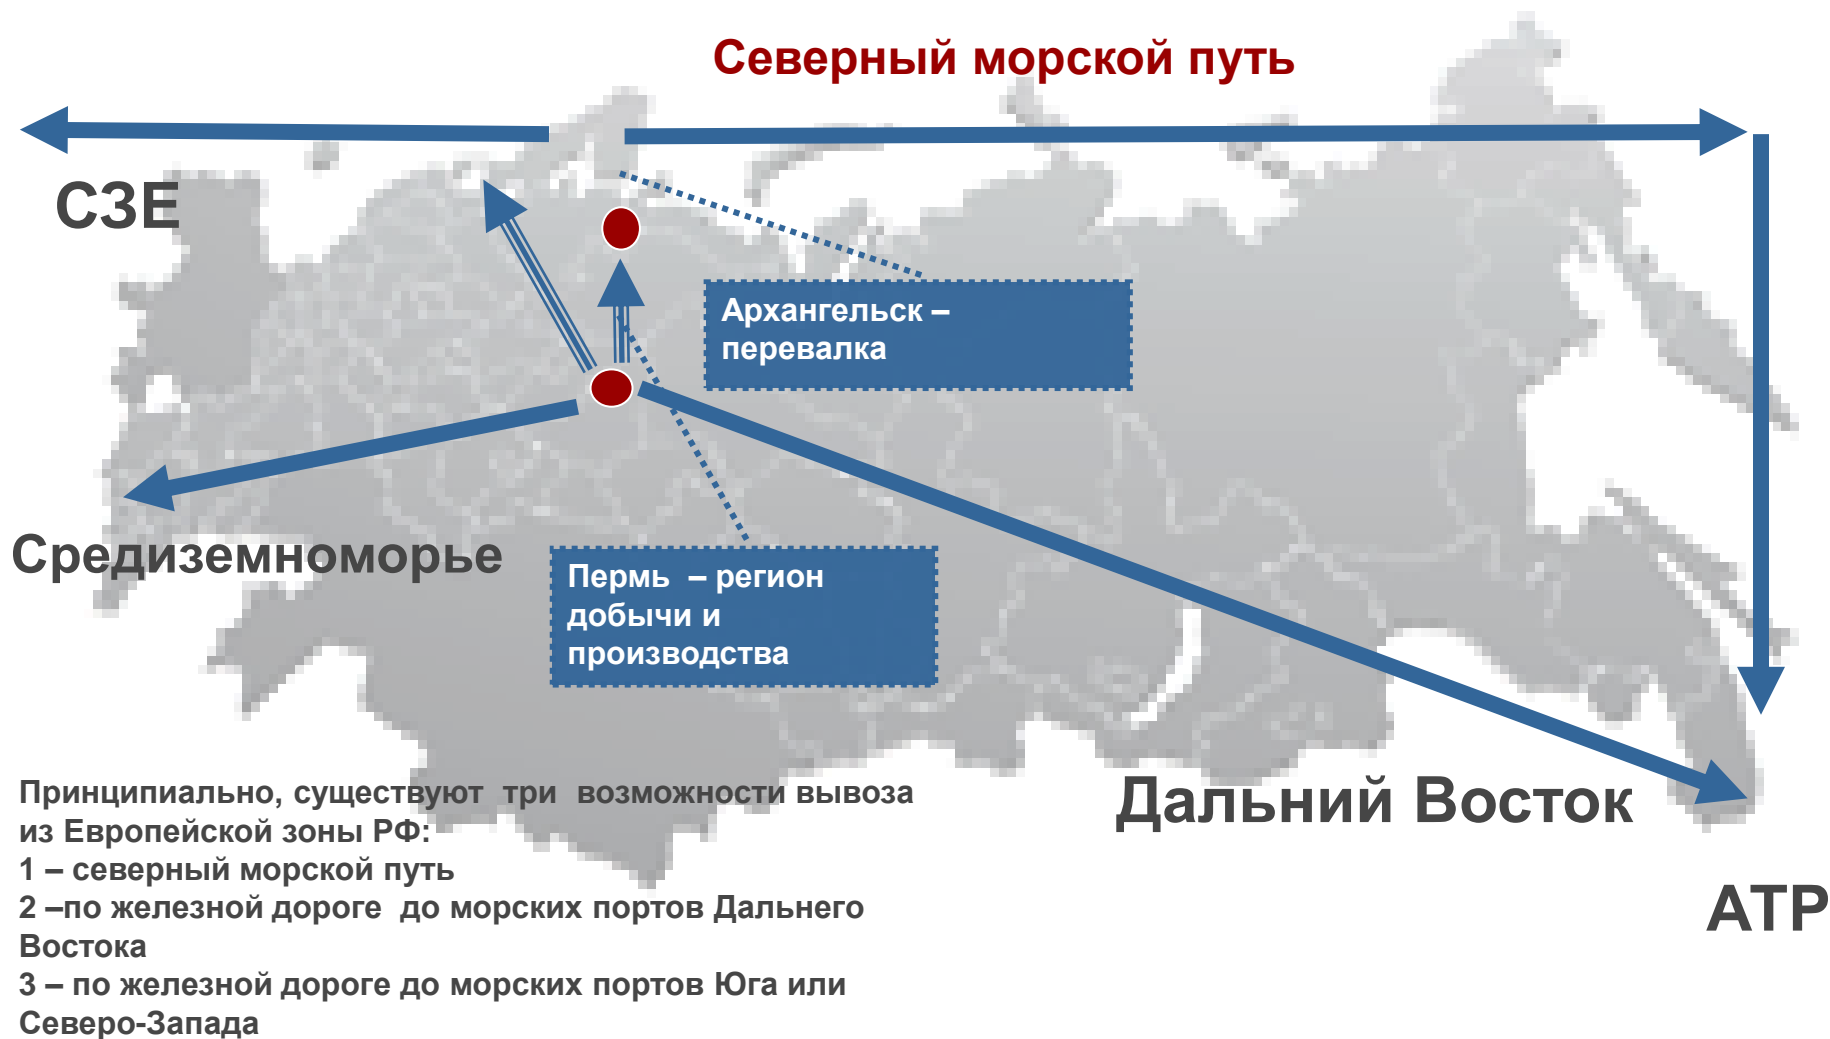 Северный морской путь
СЗЕ
Архангельск –
перевалка
Средиземноморье
Пермь – регион
добычи и
производства
Дальний Восток
АТР
Принципиально, существуют три возможности вывоза
из Европейской зоны РФ:
1 – северный морской путь
2 –по железной дороге до морских портов Дальнего
Востока
3 – по железной дороге до морских портов Юга или
Северо-Запада